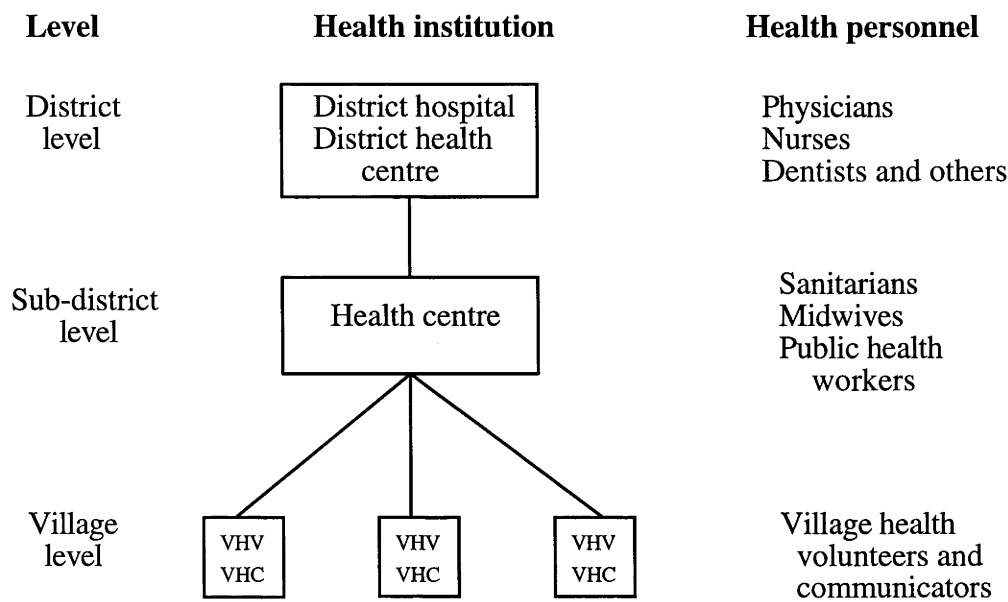 Level Health institution Health personnel
District level
District hospital
District health
centre
Physicians
Nurses
Dentists and others
Sub-district
level
Health centre
Sanitarians
Midwives
Public health
workers
Village
level
VHV VHV VHV
VHC VHC VHC
Village health
volunteers and
communicators